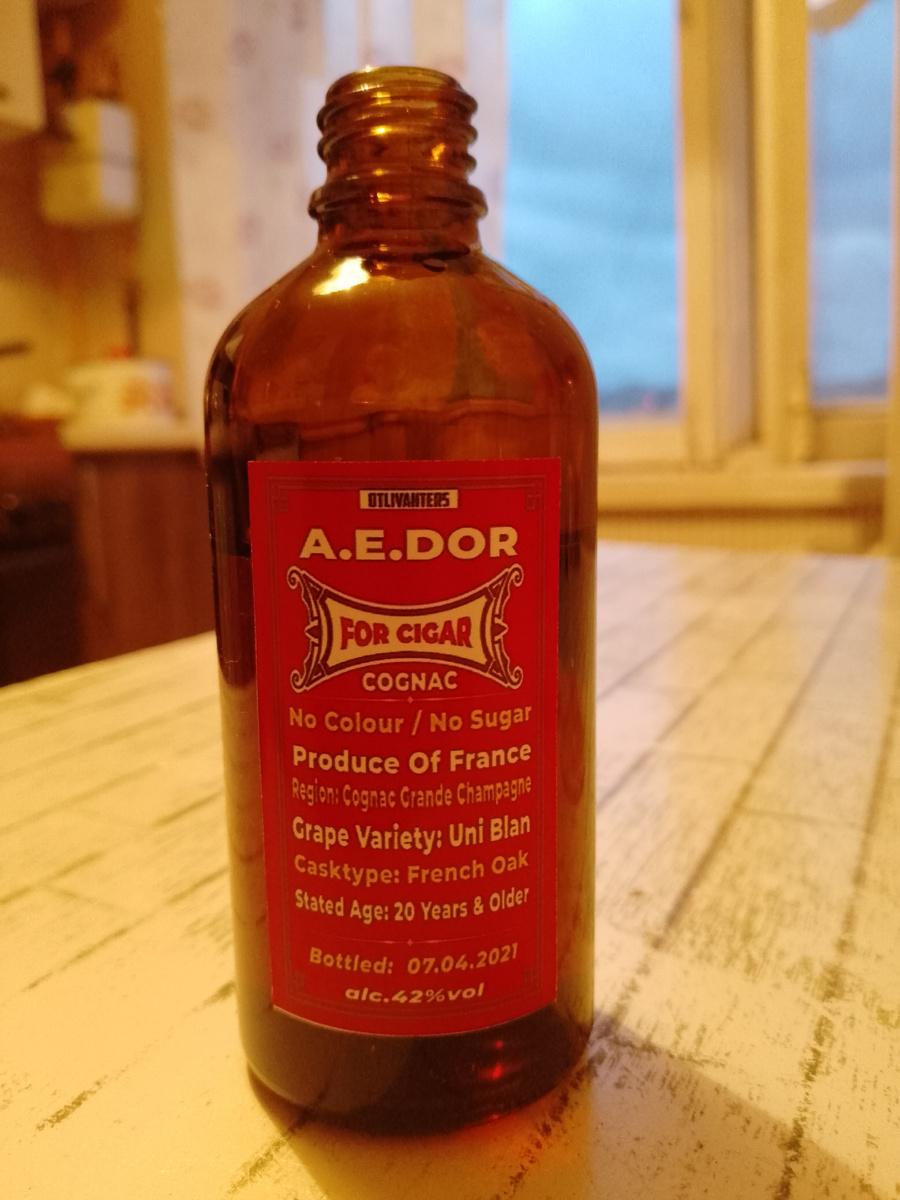 OTLIVANTERS
A.E.DOR
FOR CIGAR
COGNAC
No Colour / No Sugar
Produce Of France
Region: Cognac Grande Champagne
Grape Variety: Uni Blan
Casktype: French Oak
Stated Age: 20 Years & Older
Bottled: 07.04.2021
alc.42%vol